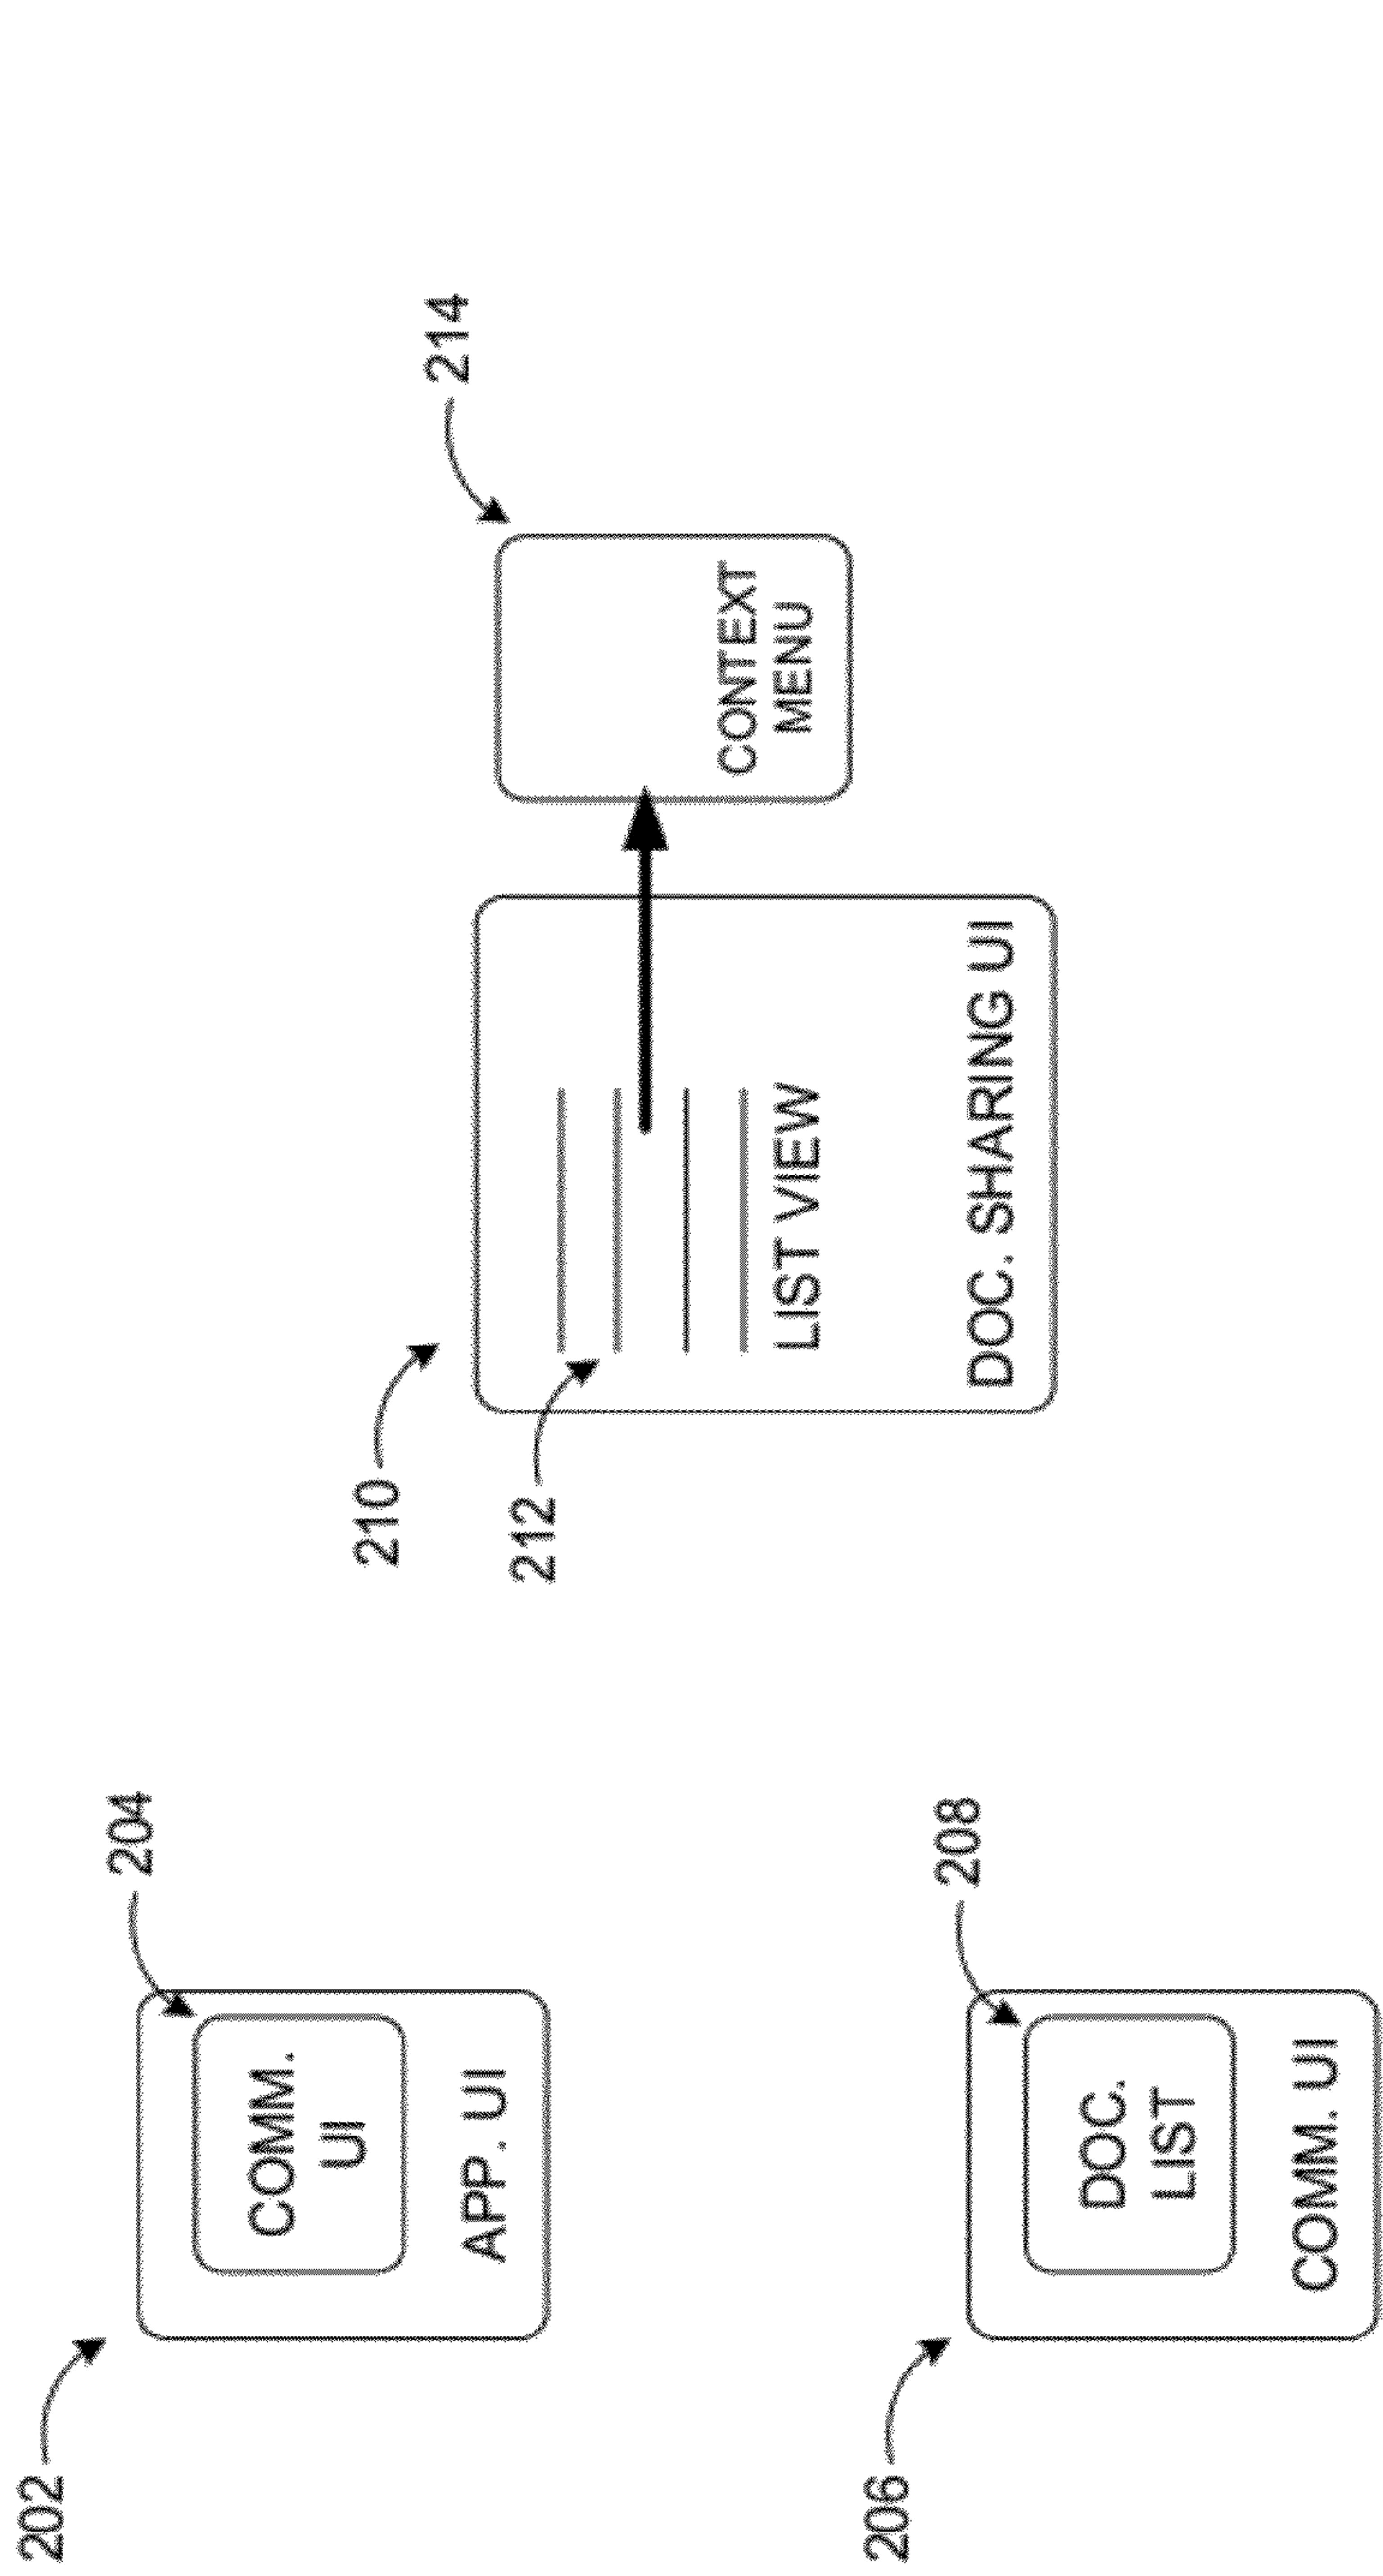 202
204
COMM.
UI
APP. UI
206
208
DOC.
LIST
COMM. UI
210
212
LIST VIEW
DOC. SHARING UI
214
CONTEXT
MENU